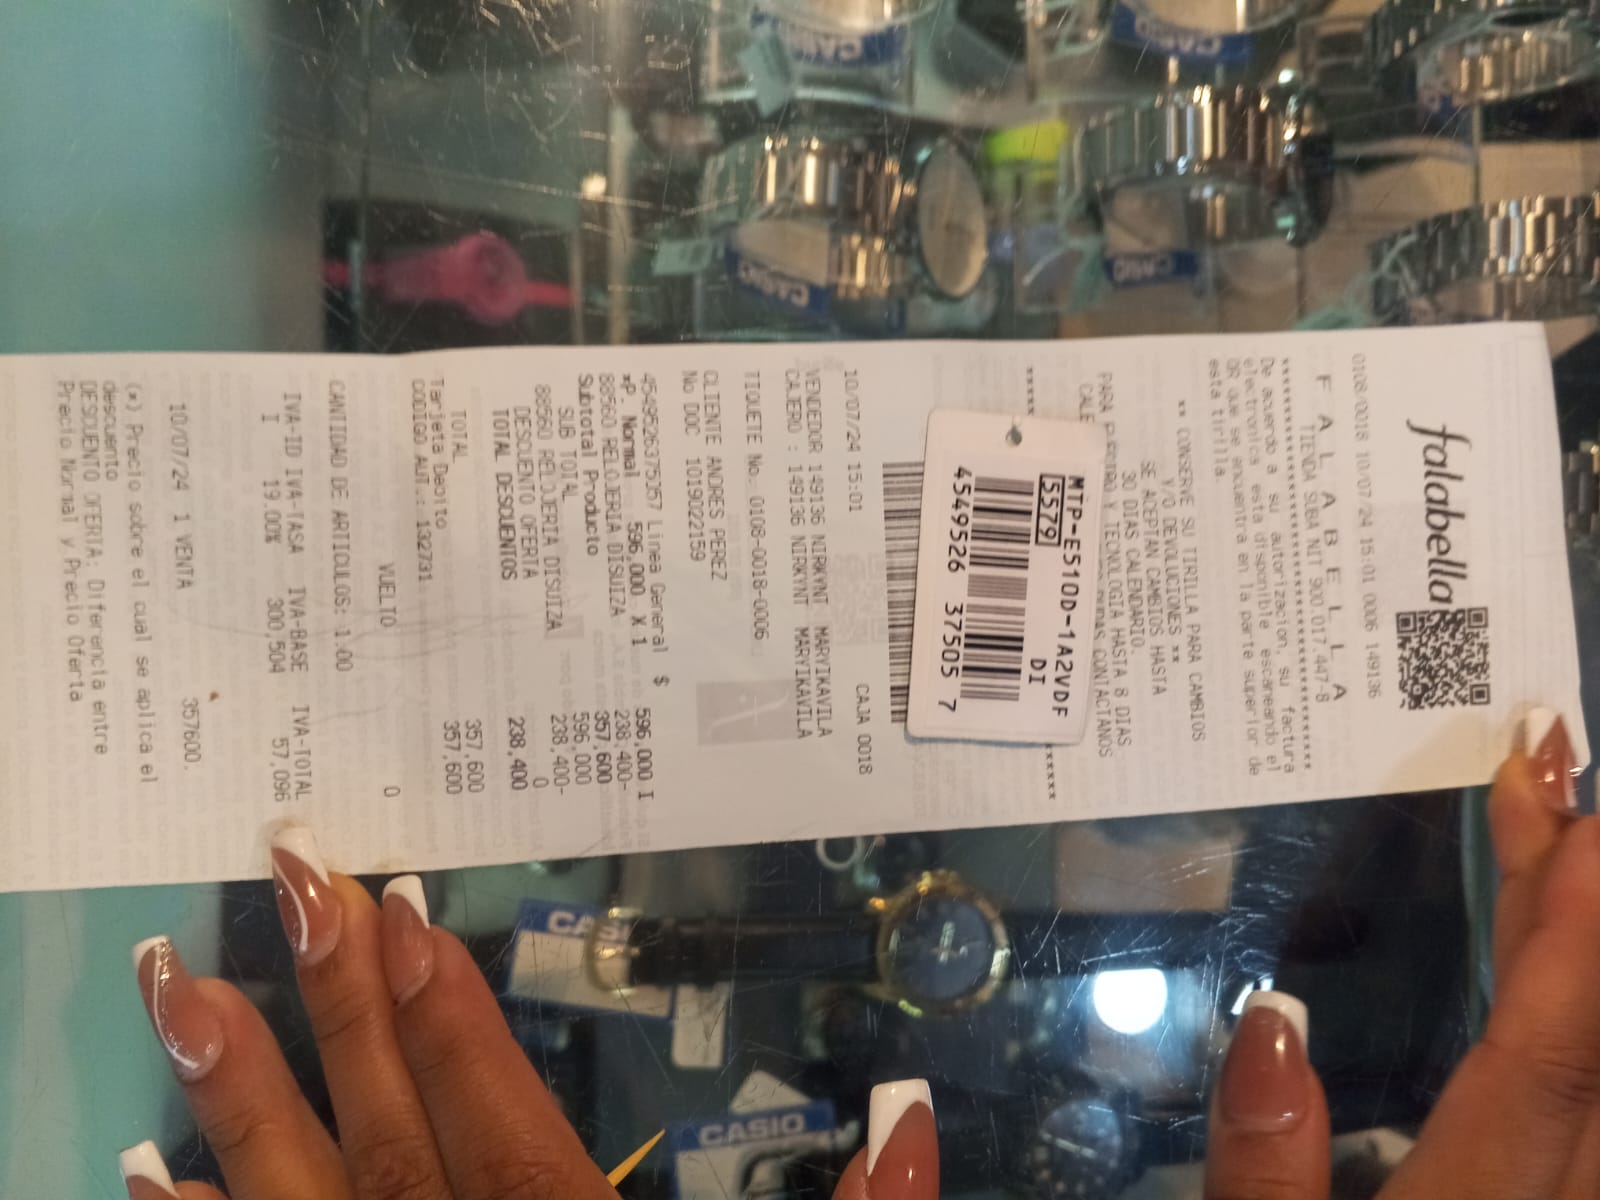 falabella
0108/0018 10/07/24 15:01 0006 149136
F A L A B E L L A
TIENDA SUBA NIT 900.017.447-8
De acuerdo a su autorizacion, su factura
electronica esta disponible escaneando el
QR que se encuentra en la parte superior de
esta tirilla.
** CONSERVE SU TIRILLA PARA CAMBIOS
Y/O DEVOLUCIONES **
SE ACEPTAN CAMBIOS HASTA
30 DIAS CALENDARIO.
Y TECNOLOGIA HASTA 8 DIAS
PARA DUDAS CONTACTANOS
CALE
MTP-E510D-1A2VDF
5579 DI
4549526 37505 7
CAJA 0018
10/07/24 15:01
VENDEDOR 149136 NIRKYNT MARYIKAVILA
CAJERO : 149136 NIRKYNT MARYIKAVILA
TIQUETE No. 0108-0018-0006
CLIENTE ANDRES PEREZ
No DOC 1019022159
$
4549526375057 Linea General 596,000 I
*P. Normal 596,000 X 1
88560 RELOJERIA DISUIZA 238,400-
Subtotal Producto 357,600
SUB TOTAL 596,000
88560 RELOJERIA DISUIZA 238,400-
DESCUENTO OFERTA 0
TOTAL DESCUENTOS 238,400
TOTAL 357,600
Tarjeta Debito 357,600
CODIGO AUT.: 132731
VUELTO 0
CANTIDAD DE ARTICULOS: 1.00
IVA-ID IVA-TASA IVA-BASE IVA-TOTAL
I 19.00% 300,504 57,096
10/07/24 1 VENTA 357600.
(*) Precio sobre el cual se aplica el
descuento
DESCUENTO OFERTA: Diferencia entre
Precio Normal y Precio Oferta
CASIO
CASIO
CASIO
CASIO
CASIO